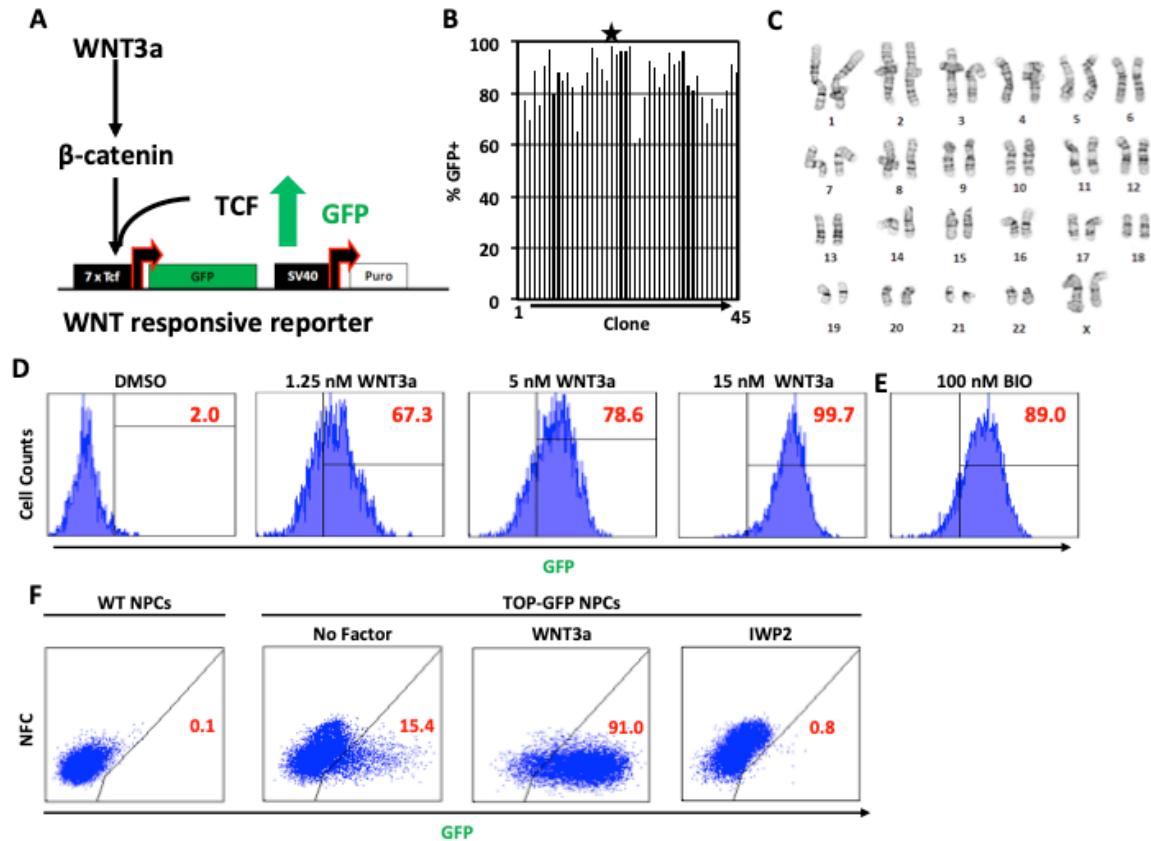 A
WNT3a
β-catenin
TCF
GFP
7 x Tcf
GFP
SV40
Puro
WNT responsive reporter
B
% GFP+
100
80
60
40
20
0
1
45
Clone
C
1 2 3 4 5 6
7 8 9 10 11 12
13 14 15 16 17 18
19 20 21 22 X
D
DMSO
1.25 nM WNT3a
5 nM WNT3a
15 nM WNT3a
E
100 nM BIO
Cell Counts
2.0
67.3
78.6
99.7
89.0
GFP
F
WT NPCs
TOP-GFP NPCs
No Factor
WNT3a
IWP2
NFC
0.1
15.4
91.0
0.8
GFP